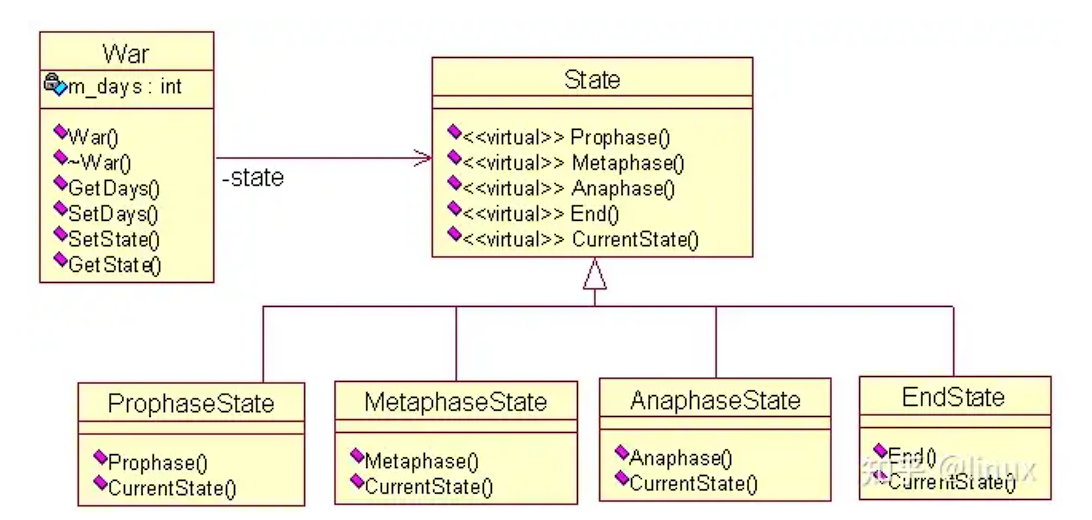 War
m_days : int
War()
~War()
GetDays()
SetDays()
SetState()
GetState()
-state
State
<<virtual>> Prophase()
<<virtual>> Metaphase()
<<virtual>> Anaphase()
<<virtual>> End()
<<virtual>> CurrentState()
ProphaseState
Prophase()
CurrentState()
MetaphaseState
Metaphase()
CurrentState()
AnaphaseState
Anaphase()
CurrentState()
EndState
End()
CurrentState()
知乎 @linux